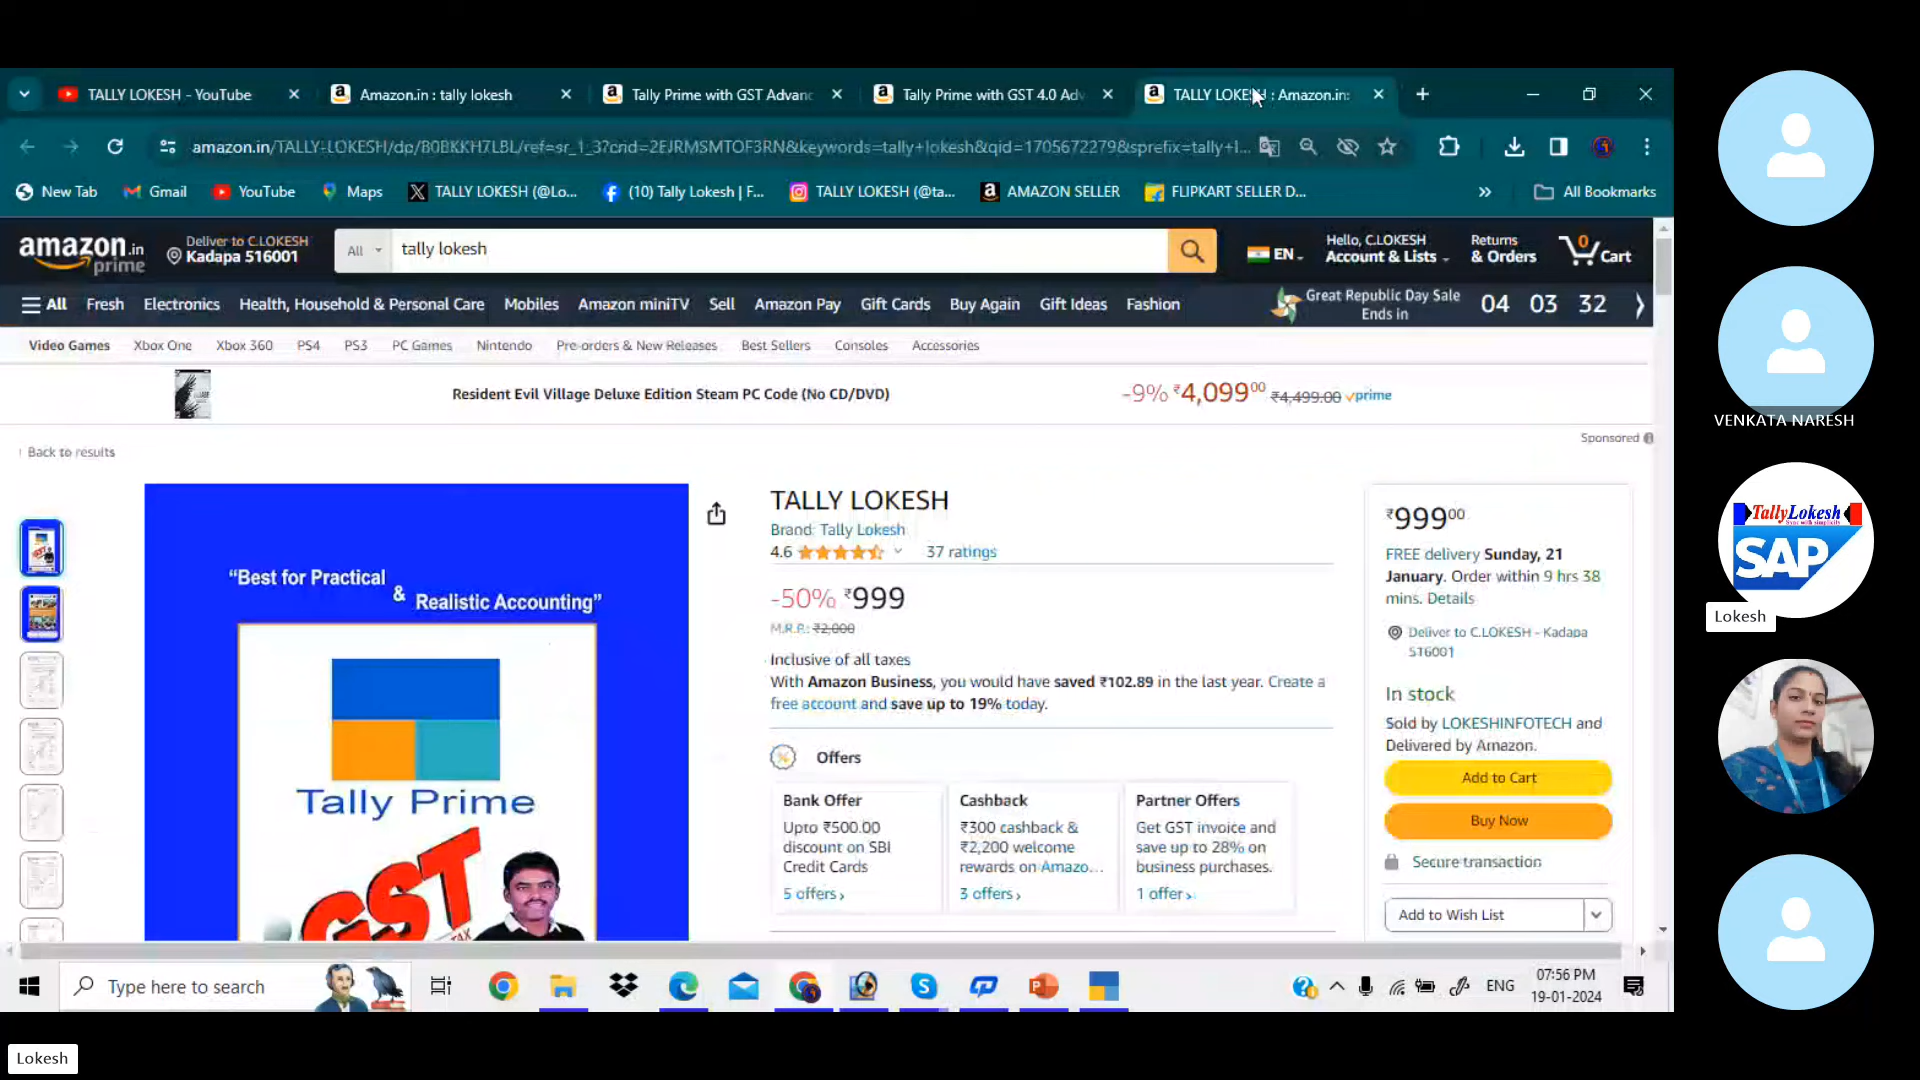 TALLY LOKESH - YouTube
Amazon.in : tally lokesh
Tally Prime with GST Advanc
Tally Prime with GST 4.0 Adv
TALLY LOKESH : Amazon.in:
amazon.in/TALLY-LOKESH/dp/B0BKKH7LBL/ref=sr_1_3?crid=2EJRMSMTOF3RN&keywords=tally+lokesh&qid=1705672279&sprefix=tally+l...
New Tab
Gmail
YouTube
Maps
TALLY LOKESH (@Lo...
(10) Tally Lokesh | F...
TALLY LOKESH (@ta...
AMAZON SELLER
FLIPKART SELLER D...
»
All Bookmarks
amazon.in
prime
Deliver to C.LOKESH
Kadapa 516001
All
tally lokesh
EN
Hello, C.LOKESH
Account & Lists
Returns
& Orders
0
Cart
All
Fresh
Electronics
Health, Household & Personal Care
Mobiles
Amazon miniTV
Sell
Amazon Pay
Gift Cards
Buy Again
Gift Ideas
Fashion
Great Republic Day Sale
Ends in
04 03 32
Video Games
Xbox One
Xbox 360
PS4
PS3
PC Games
Nintendo
Pre-orders & New Releases
Best Sellers
Consoles
Accessories
Resident Evil Village Deluxe Edition Steam PC Code (No CD/DVD)
-9% ₹4,09900 ₹4,499.00 prime
Sponsored
Back to results
"Best for Practical
&
Realistic Accounting"
Tally Prime
GST
TAX
TALLY LOKESH
Brand: Tally Lokesh
4.6
37 ratings
-50% ₹999
M.R.P.: ₹2,000
Inclusive of all taxes
With Amazon Business, you would have saved ₹102.89 in the last year. Create a
free account and save up to 19% today.
Offers
Bank Offer
Upto ₹500.00
discount on SBI
Credit Cards
5 offers
Cashback
₹300 cashback &
₹2,200 welcome
rewards on Amazo...
3 offers
Partner Offers
Get GST invoice and
save up to 28% on
business purchases.
1 offer
₹99900
FREE delivery Sunday, 21
January. Order within 9 hrs 38
mins. Details
Deliver to C.LOKESH - Kadapa
516001
In stock
Sold by LOKESHINFOTECH and
Delivered by Amazon.
Add to Cart
Buy Now
Secure transaction
Add to Wish List
Type here to search
ENG
07:56 PM
19-01-2024
VENKATA NARESH
TallyLokesh
SAP
Lokesh
Lokesh